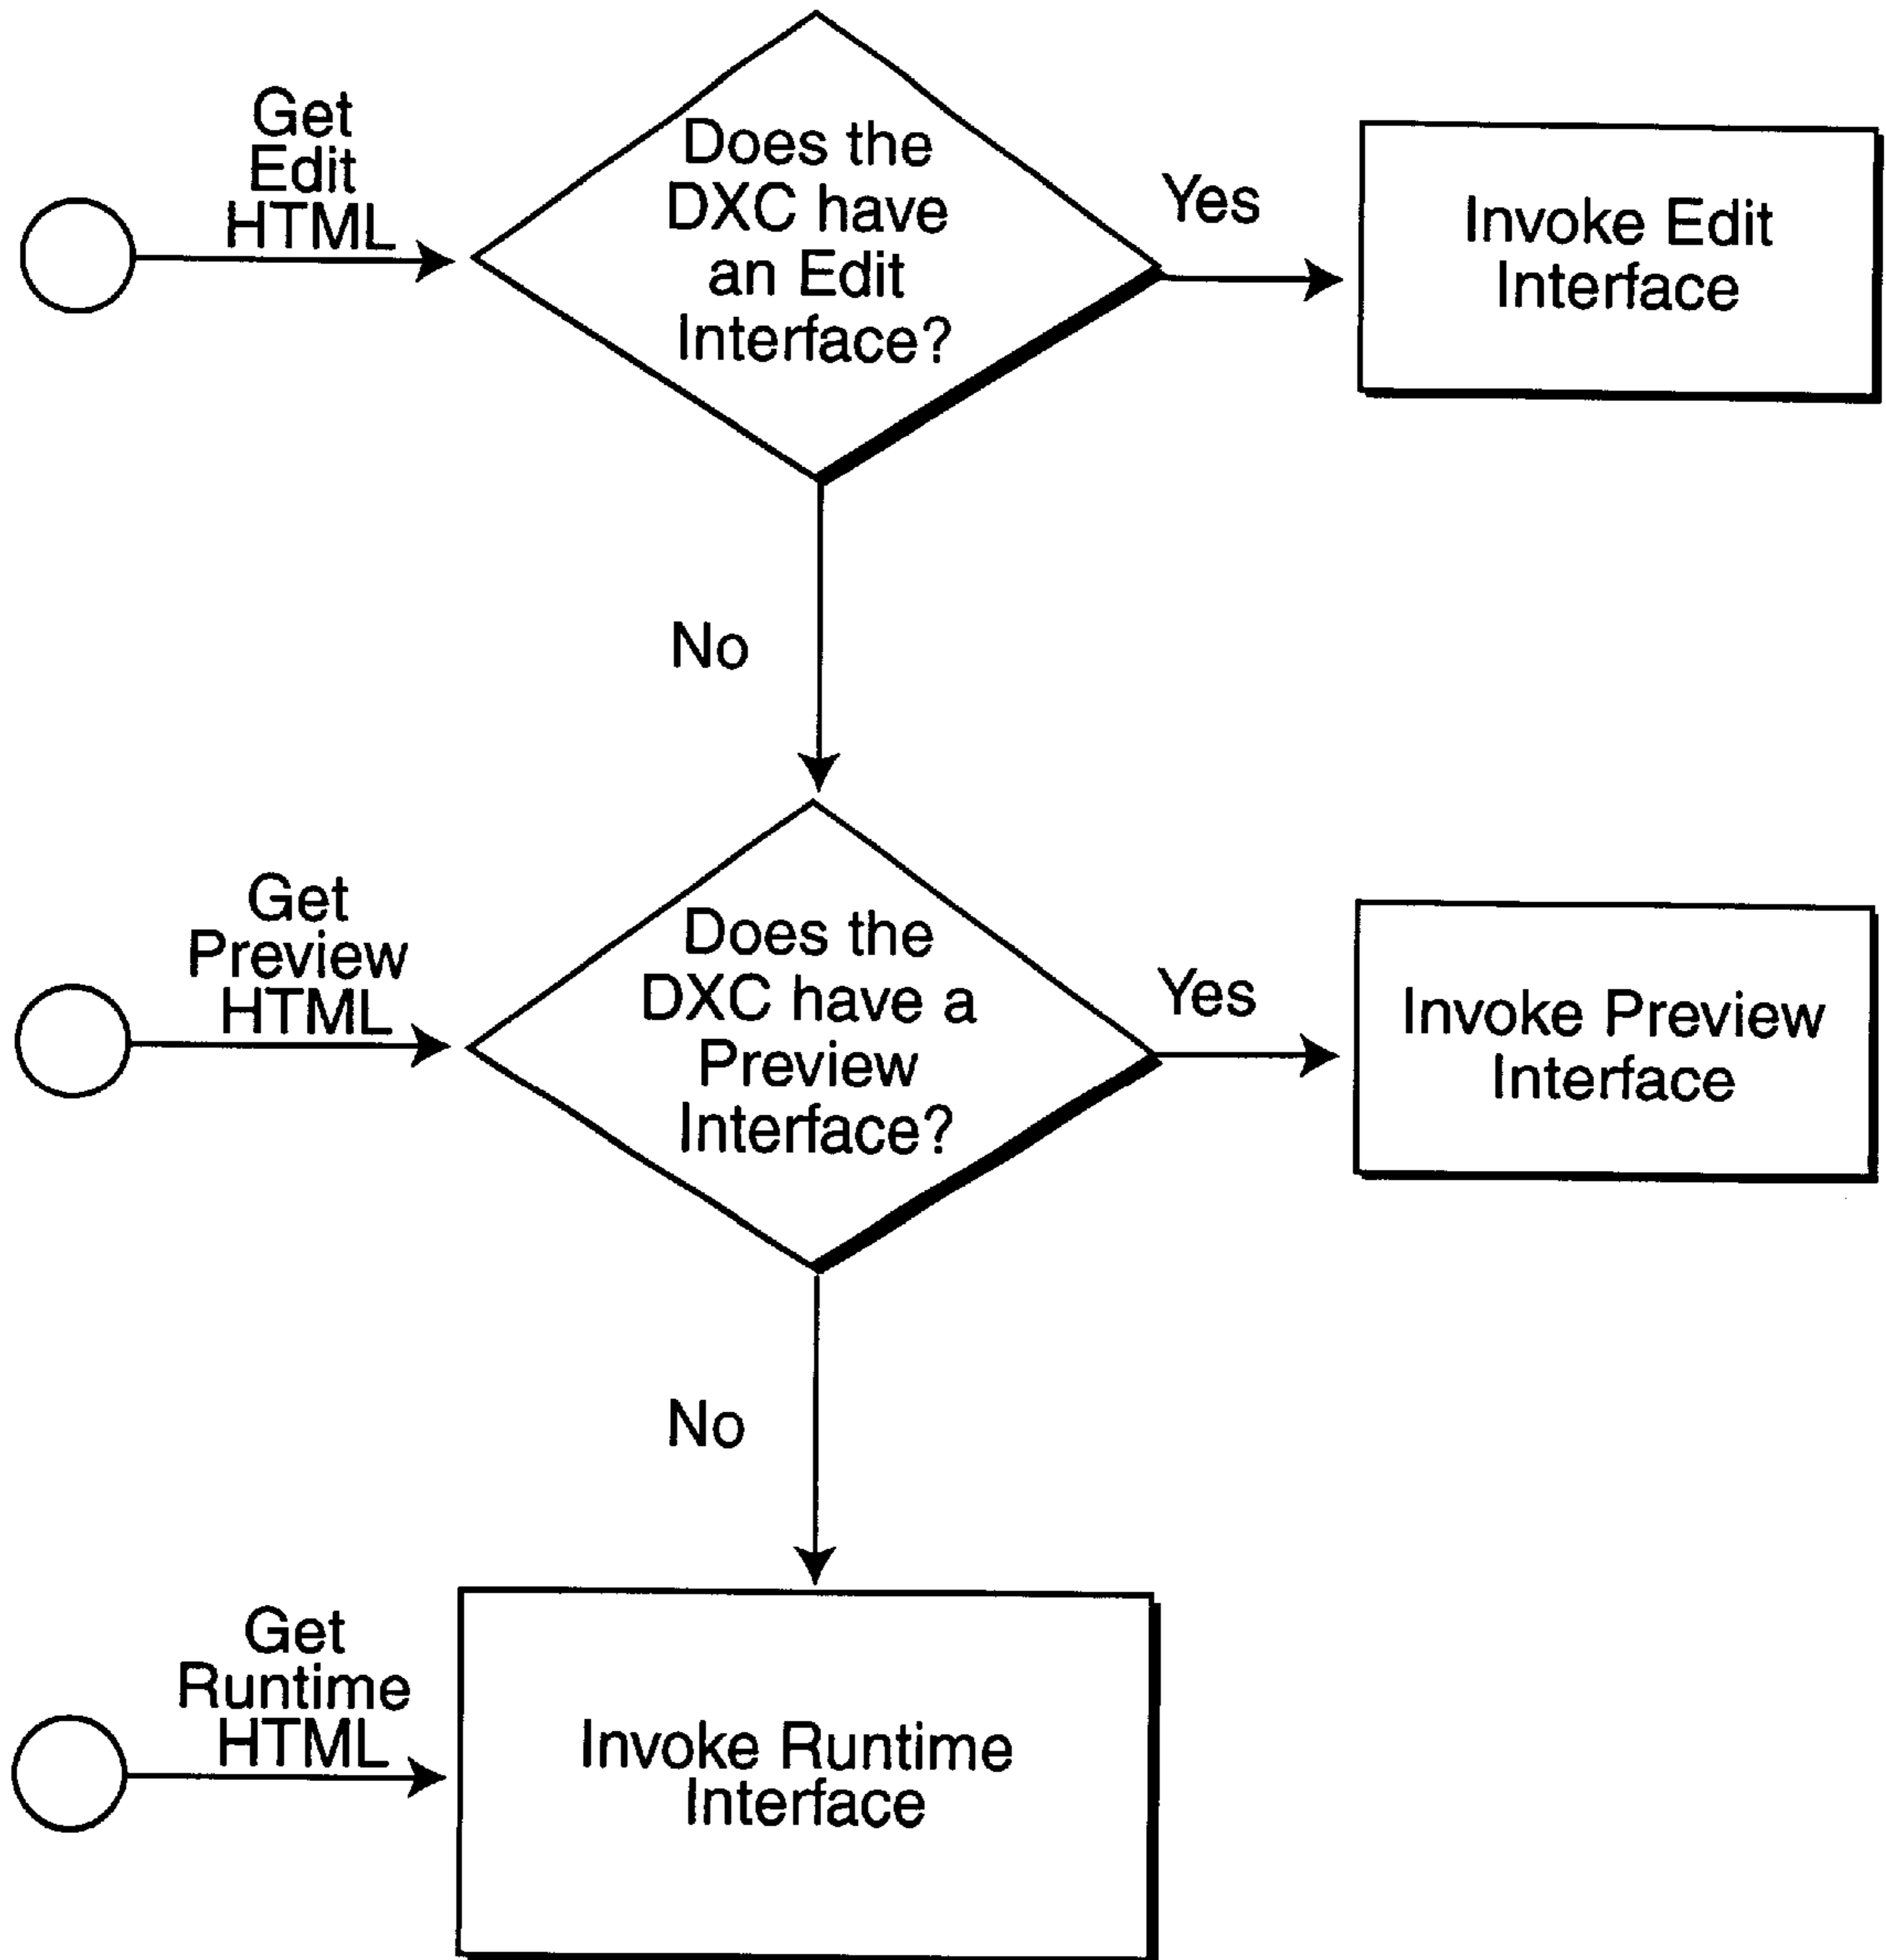 Get
Edit
HTML
Does the
DXC have
an Edit
Interface?
Yes
Invoke Edit
Interface
No
Get
Preview
HTML
Does the
DXC have a
Preview
Interface?
Yes
Invoke Preview
Interface
No
Get
Runtime
HTML
Invoke Runtime
Interface